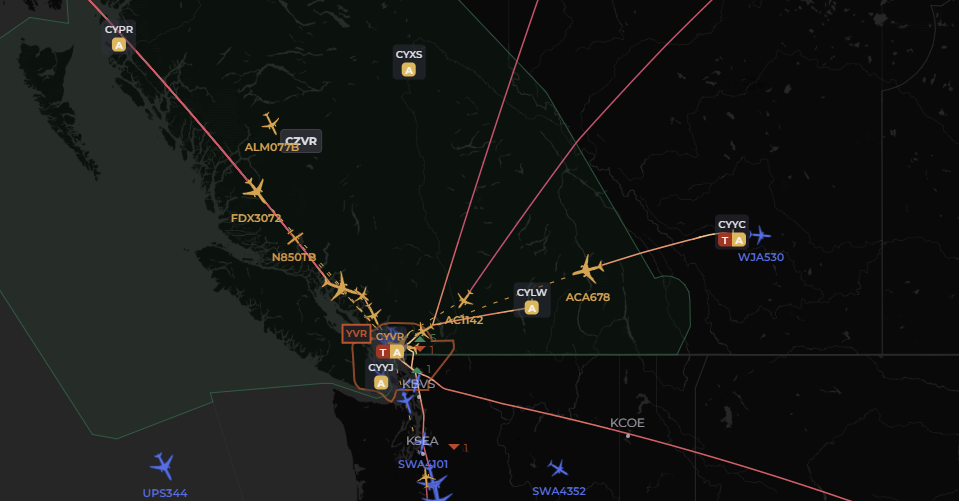 CYPR
A
CYXS
A
CZVR
ALM077B
FDX3072
N850TB
CYYC
T A
WJA530
CYLW
A
ACA678
AC1142
YVR
CYVR
T A
1
CYYJ
A
1
KBVS
KCOE
KSEA
1
SWA4101
SWA4352
UPS344